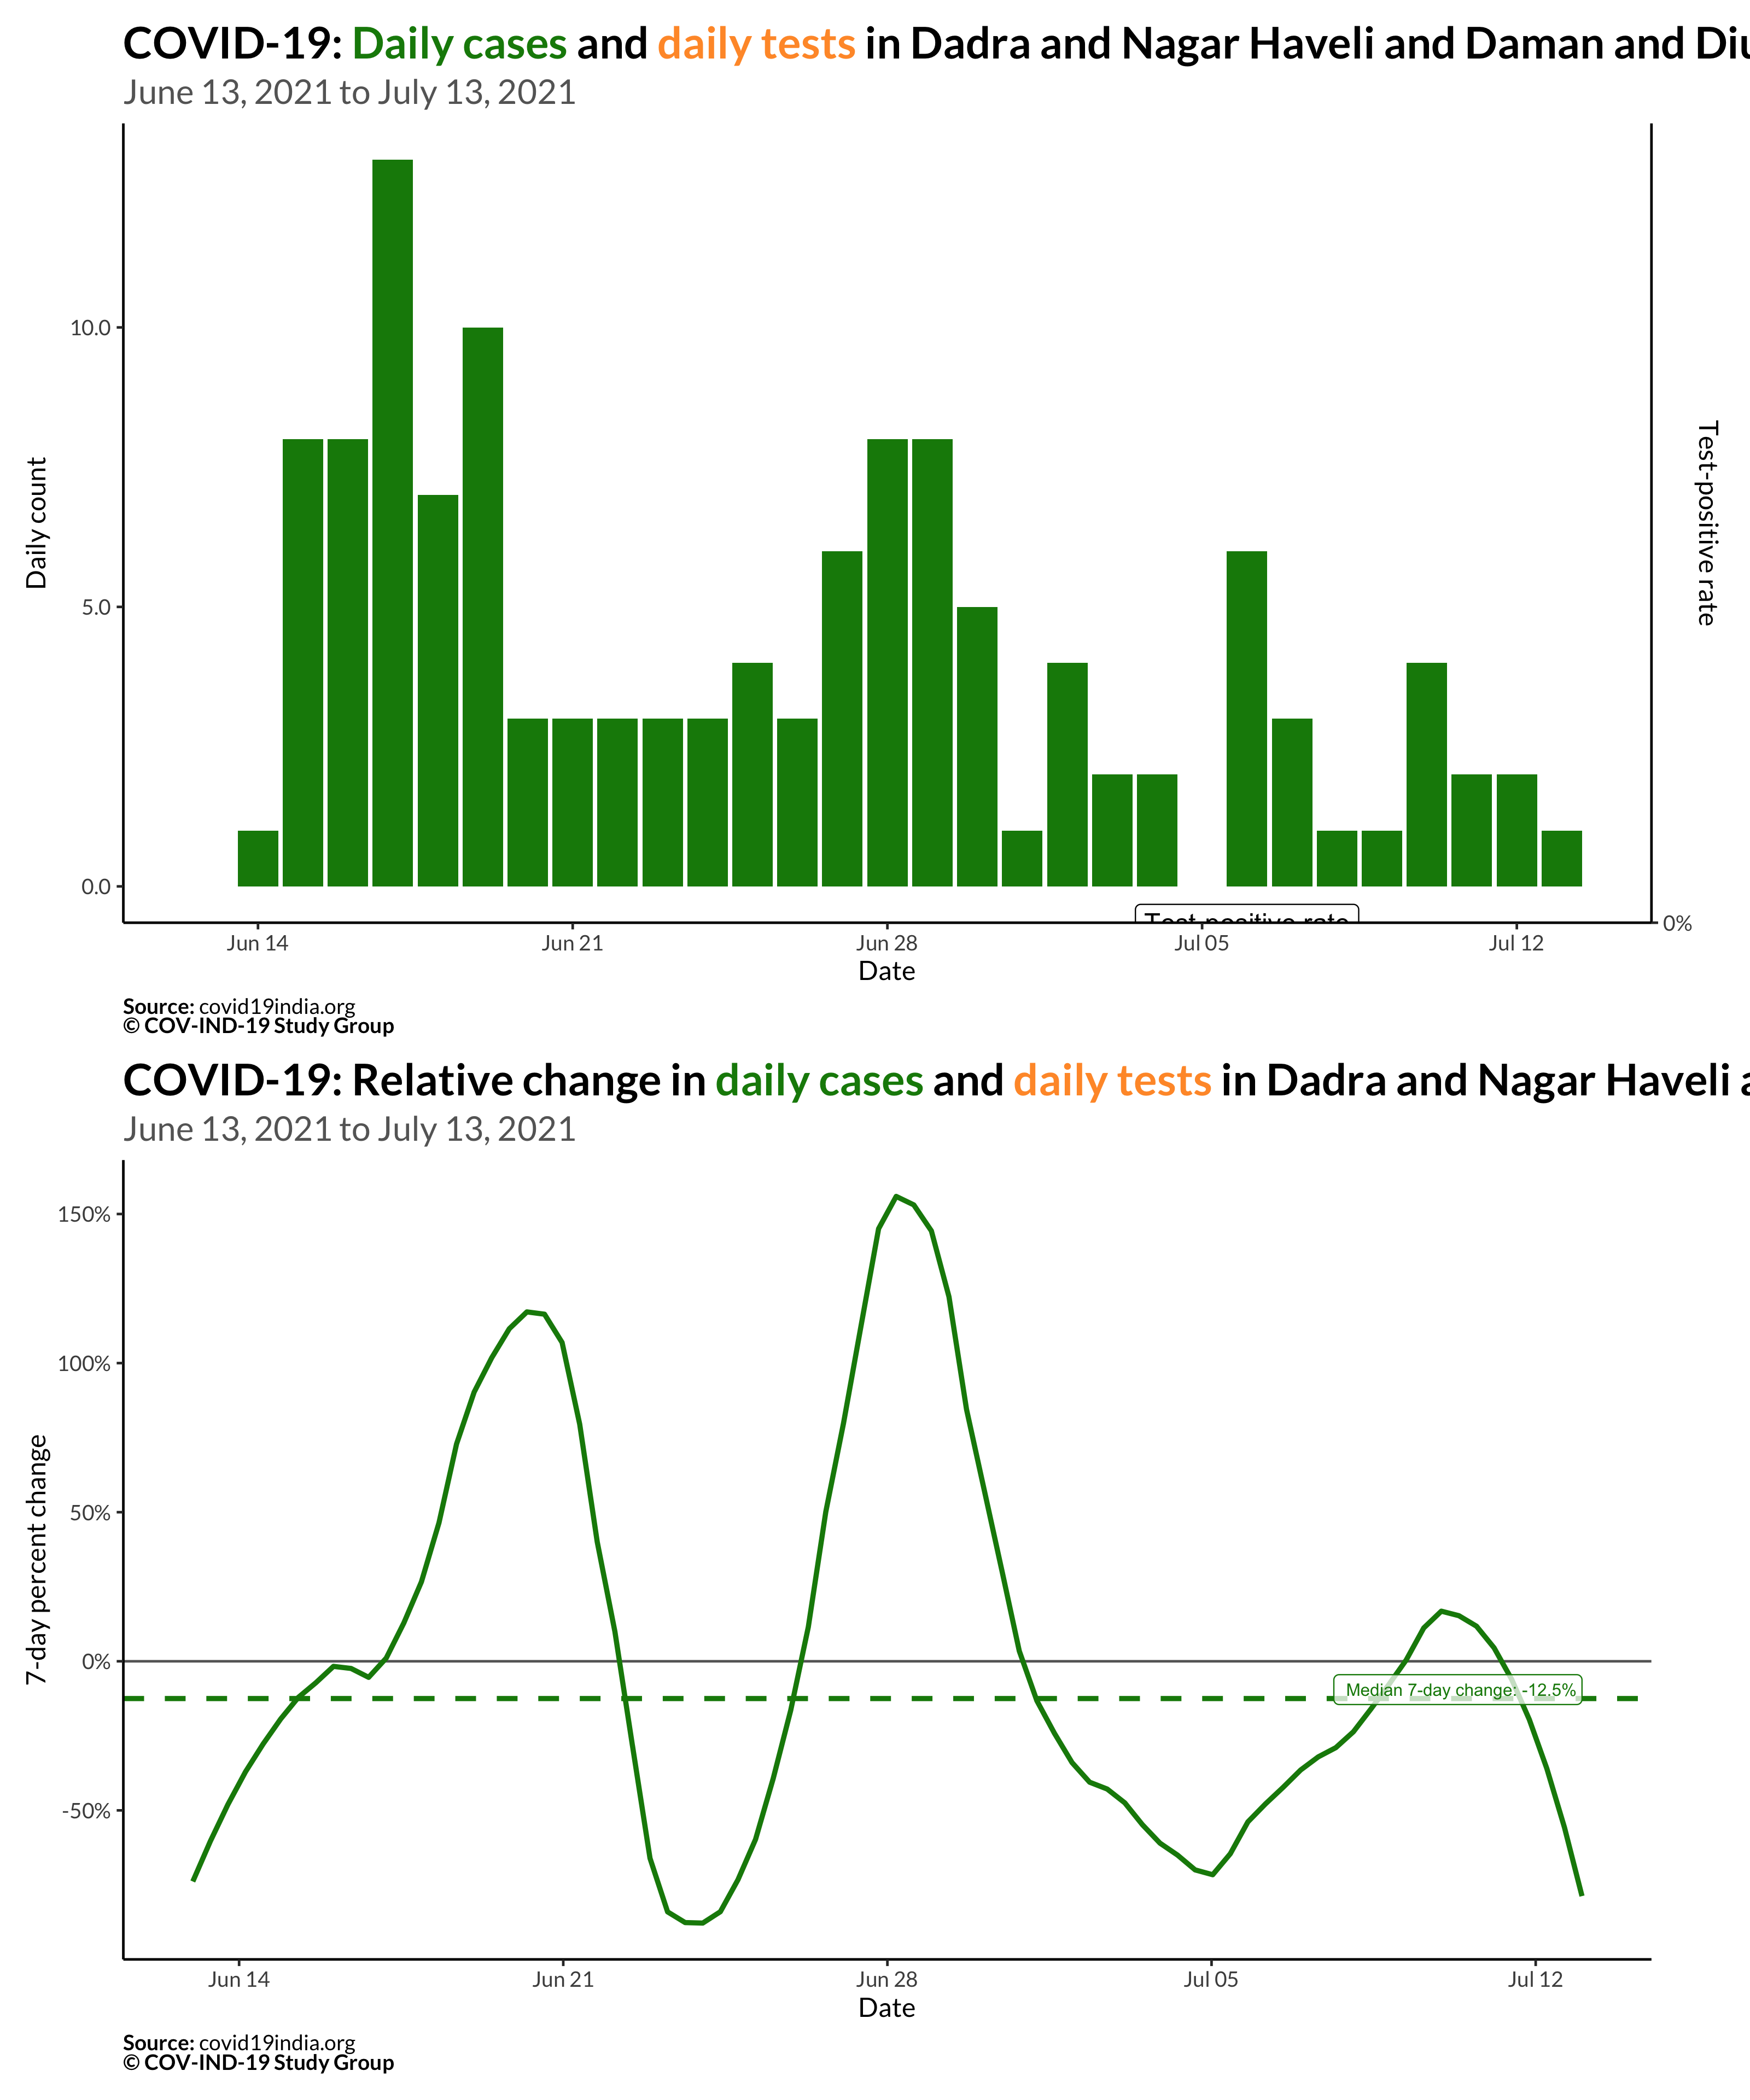 COVID-19: Daily cases and daily tests in Dadra and Nagar Haveli and Daman and Diu
June 13, 2021 to July 13, 2021
Daily count
10.0
5.0
0.0
Test-positive rate
Test-positive rate
0%
Jun 14 Jun 21 Jun 28 Jul 05 Jul 12
Date
Source: covid19india.org
© COV-IND-19 Study Group
COVID-19: Relative change in daily cases and daily tests in Dadra and Nagar Haveli
June 13, 2021 to July 13, 2021
7-day percent change
150%
100%
50%
0%
-50%
Median 7-day change: -12.5%
Jun 14 Jun 21 Jun 28 Jul 05 Jul 12
Date
Source: covid19india.org
© COV-IND-19 Study Group